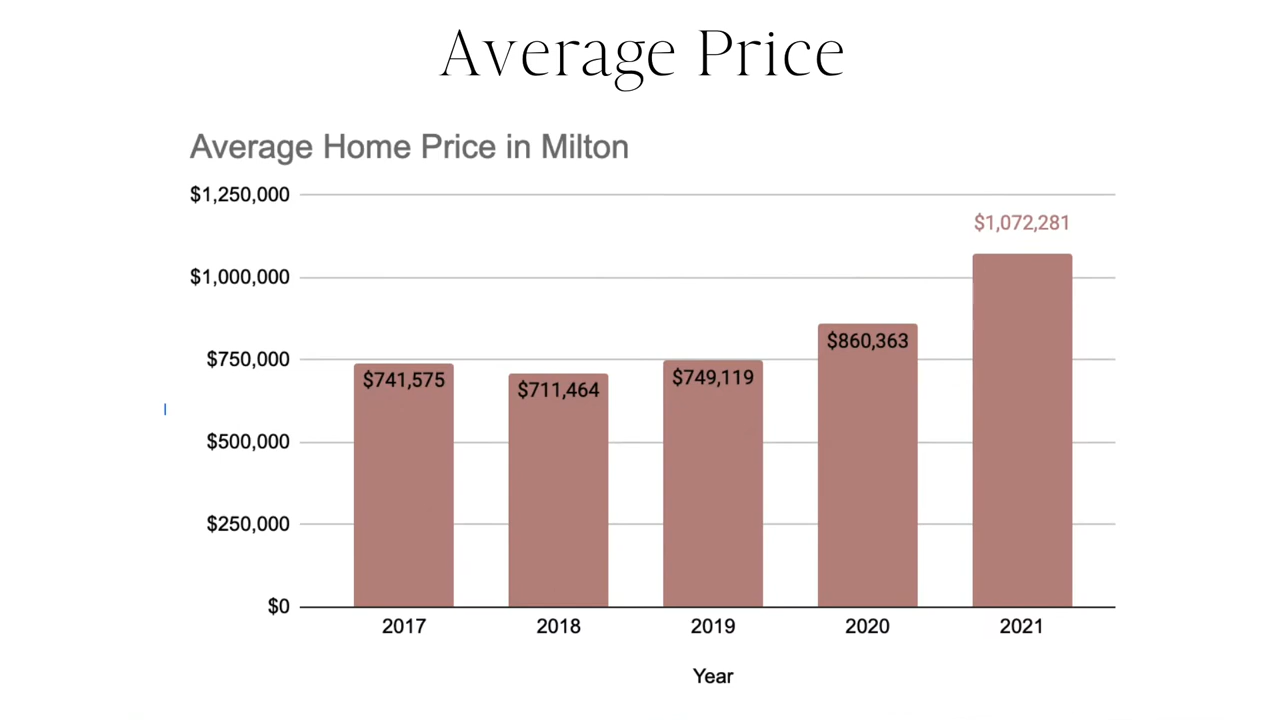 Average Price
Average Home Price in Milton
$1,250,000
$1,072,281
$1,000,000
$860,363
$750,000
$741,575
$711,464
$749,119
$500,000
$250,000
$0
2017 2018 2019 2020 2021
Year